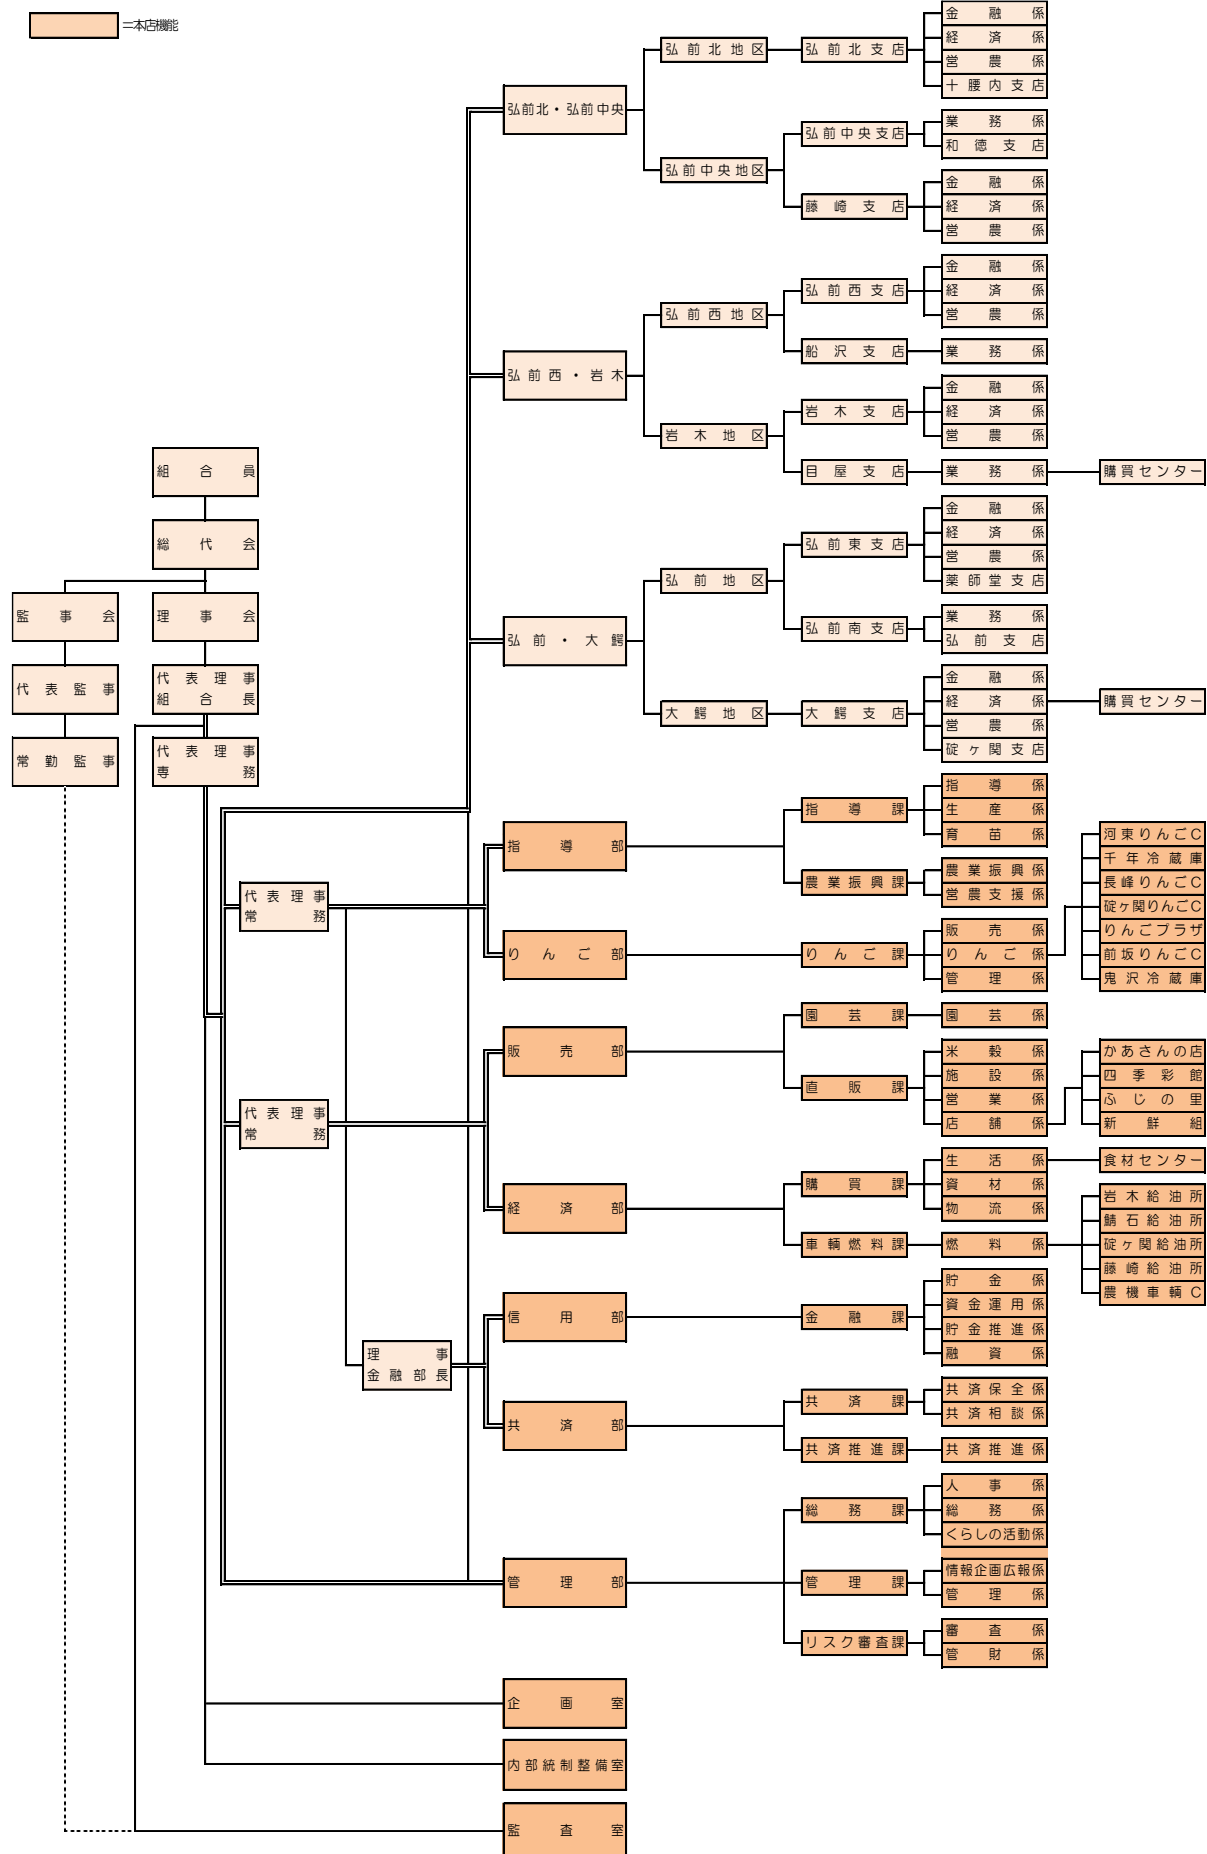 ＝本店機能
組合員
総代会
監事会
理事会
代表監事
代表理事
組合長
常勤監事
代表理事
専務
代表理事
常務
代表理事
常務
理事
金融部長
弘前北・弘前中央
弘前北地区
弘前北支店
金融係
経済係
営農係
十腰内支店
弘前中央地区
弘前中央支店
業務係
和徳支店
藤崎支店
金融係
経済係
営農係
弘前西・岩木
弘前西地区
弘前西支店
金融係
経済係
営農係
船沢支店
業務係
岩木地区
岩木支店
金融係
経済係
営農係
目屋支店
業務係
購買センター
弘前・大鰐
弘前地区
弘前東支店
金融係
経済係
営農係
薬師堂支店
弘前南支店
業務係
弘前支店
大鰐地区
大鰐支店
金融係
経済係
購買センター
営農係
碇ヶ関支店
指導部
指導課
指導係
生産係
育苗係
農業振興課
農業振興係
営農支援係
りんご部
りんご課
販売係
りんご係
管理係
河東りんごC
千年冷蔵庫
長峰りんごC
碇ヶ関りんごC
りんごプラザ
前坂りんごC
鬼沢冷蔵庫
販売部
園芸課
園芸係
直販課
米穀係
施設係
営業係
店舗係
かあさんの店
四季彩館
ふじの里
新鮮組
経済部
購買課
生活係
食材センター
資材係
物流係
車輌燃料課
燃料係
岩木給油所
鯖石給油所
碇ヶ関給油所
藤崎給油所
農機車輌C
信用部
金融課
貯金係
資金運用係
貯金推進係
融資係
共済部
共済課
共済保全係
共済相談係
共済推進課
共済推進係
管理部
総務課
人事係
総務係
くらしの活動係
管理課
情報企画広報係
管理係
リスク審査課
審査係
管財係
企画室
内部統制整備室
監査室